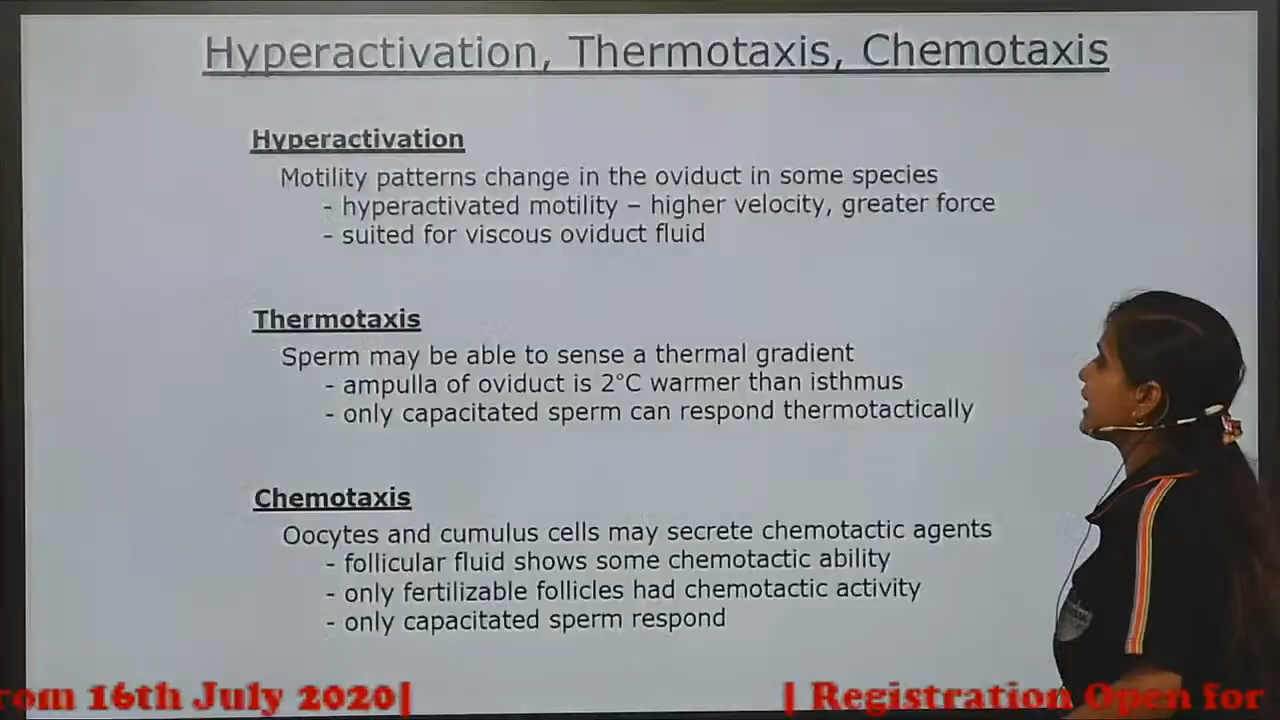 Hyperactivation, Thermotaxis, Chemotaxis
Hyperactivation
Motility patterns change in the oviduct in some species
- hyperactivated motility – higher velocity, greater force
- suited for viscous oviduct fluid
Thermotaxis
Sperm may be able to sense a thermal gradient
- ampulla of oviduct is 2°C warmer than isthmus
- only capacitated sperm can respond thermotactically
Chemotaxis
Oocytes and cumulus cells may secrete chemotactic agents
- follicular fluid shows some chemotactic ability
- only fertilizable follicles had chemotactic activity
- only capacitated sperm respond
rom 16th July 2020| | Registration Open for